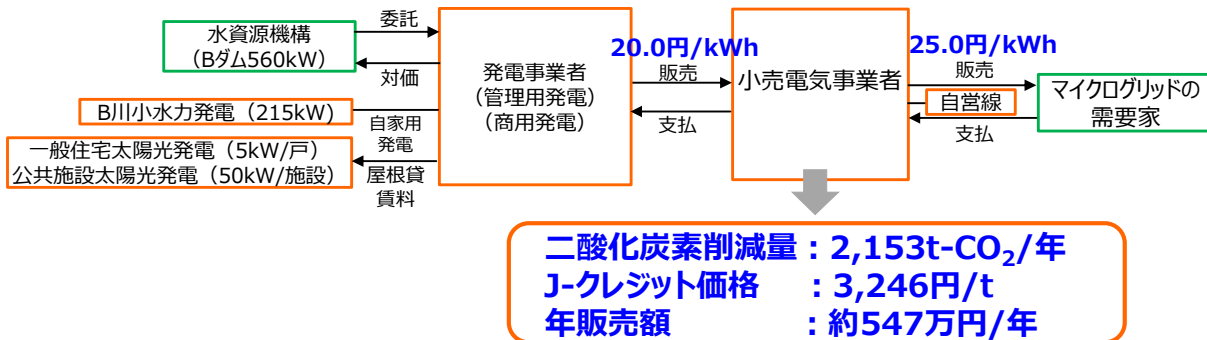 水資源機構
(Bダム560kW)
委託
対価
B川小水力発電(215kW)
自家用
発電
一般住宅太陽光発電(5kW/戸)
公共施設太陽光発電(50kW/施設)
屋根貸
賃料
発電事業者
(管理用発電)
(商用発電)
20.0円/kWh
販売
支払
小売電気事業者
25.0円/kWh
販売
自営線
支払
マイクログリッドの
需要家
二酸化炭素削減量:2,153t-CO₂/年
J-クレジット価格 :3,246円/t
年販売額 :約547万円/年